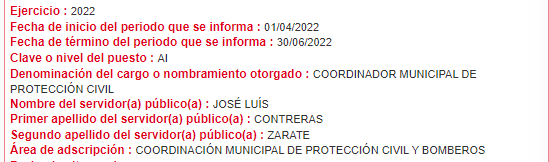 Ejercicio : 2022
Fecha de inicio del periodo que se informa : 01/04/2022
Fecha de término del periodo que se informa : 30/06/2022
Clave o nivel del puesto : AI
Denominación del cargo o nombramiento otorgado : COORDINADOR MUNICIPAL DE
PROTECCIÓN CIVIL
Nombre del servidor(a) público(a) : JOSÉ LUÍS
Primer apellido del servidor(a) público(a) : CONTRERAS
Segundo apellido del servidor(a) público(a) : ZARATE
Área de adscripción : COORDINACIÓN MUNICIPAL DE PROTECCIÓN CIVIL Y BOMBEROS